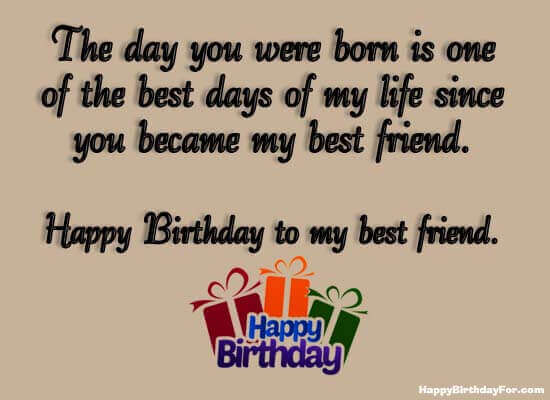 The day you were born is one
of the best days of my life since
you became my best friend.
Happy Birthday to my best friend.
Happy
Birthday
HappyBirthdayFor.com